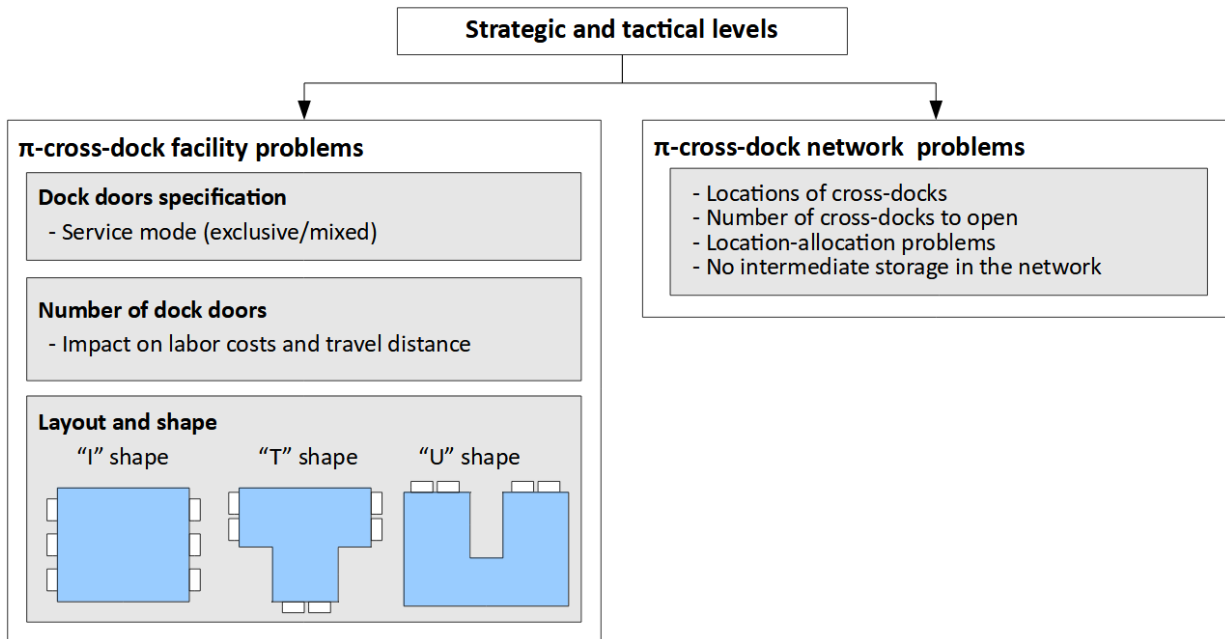 Strategic and tactical levels
π-cross-dock facility problems
Dock doors specification
- Service mode (exclusive/mixed)
Number of dock doors
- Impact on labor costs and travel distance
Layout and shape
“I” shape
“T” shape
“U” shape
π-cross-dock network problems
- Locations of cross-docks
- Number of cross-docks to open
- Location-allocation problems
- No intermediate storage in the network